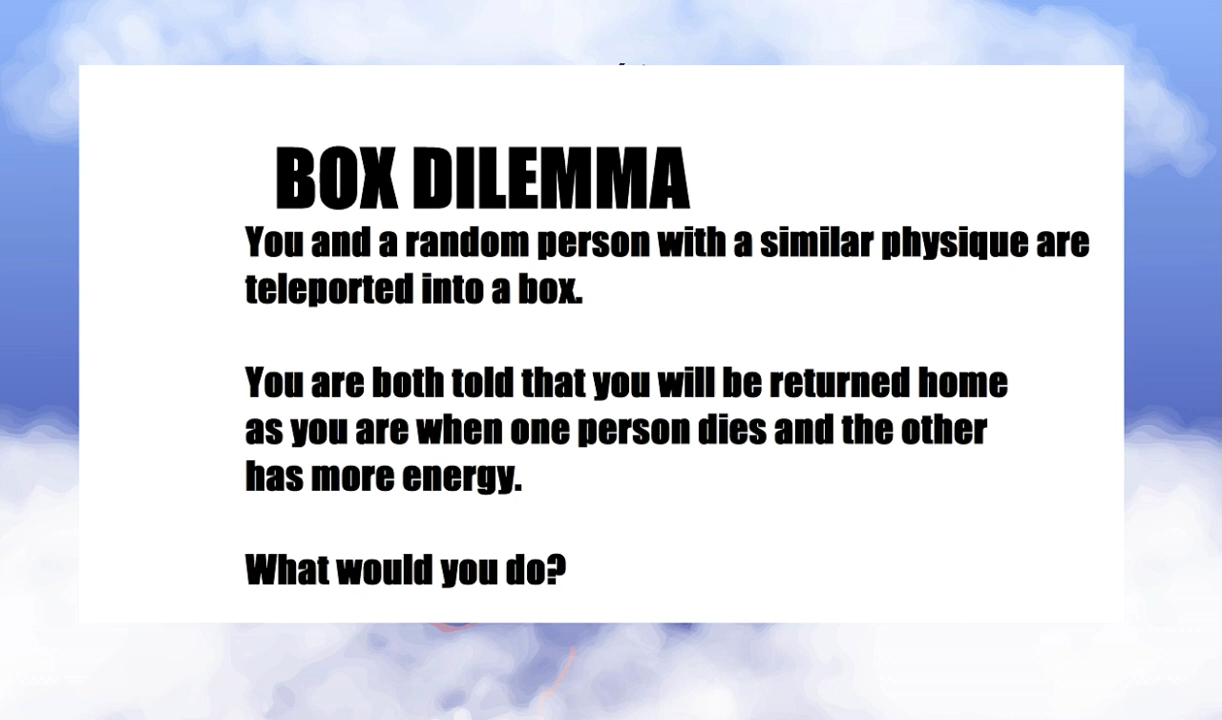 BOX DILEMMA
You and a random person with a similar physique are
teleported into a box.
You are both told that you will be returned home
as you are when one person dies and the other
has more energy.
What would you do?